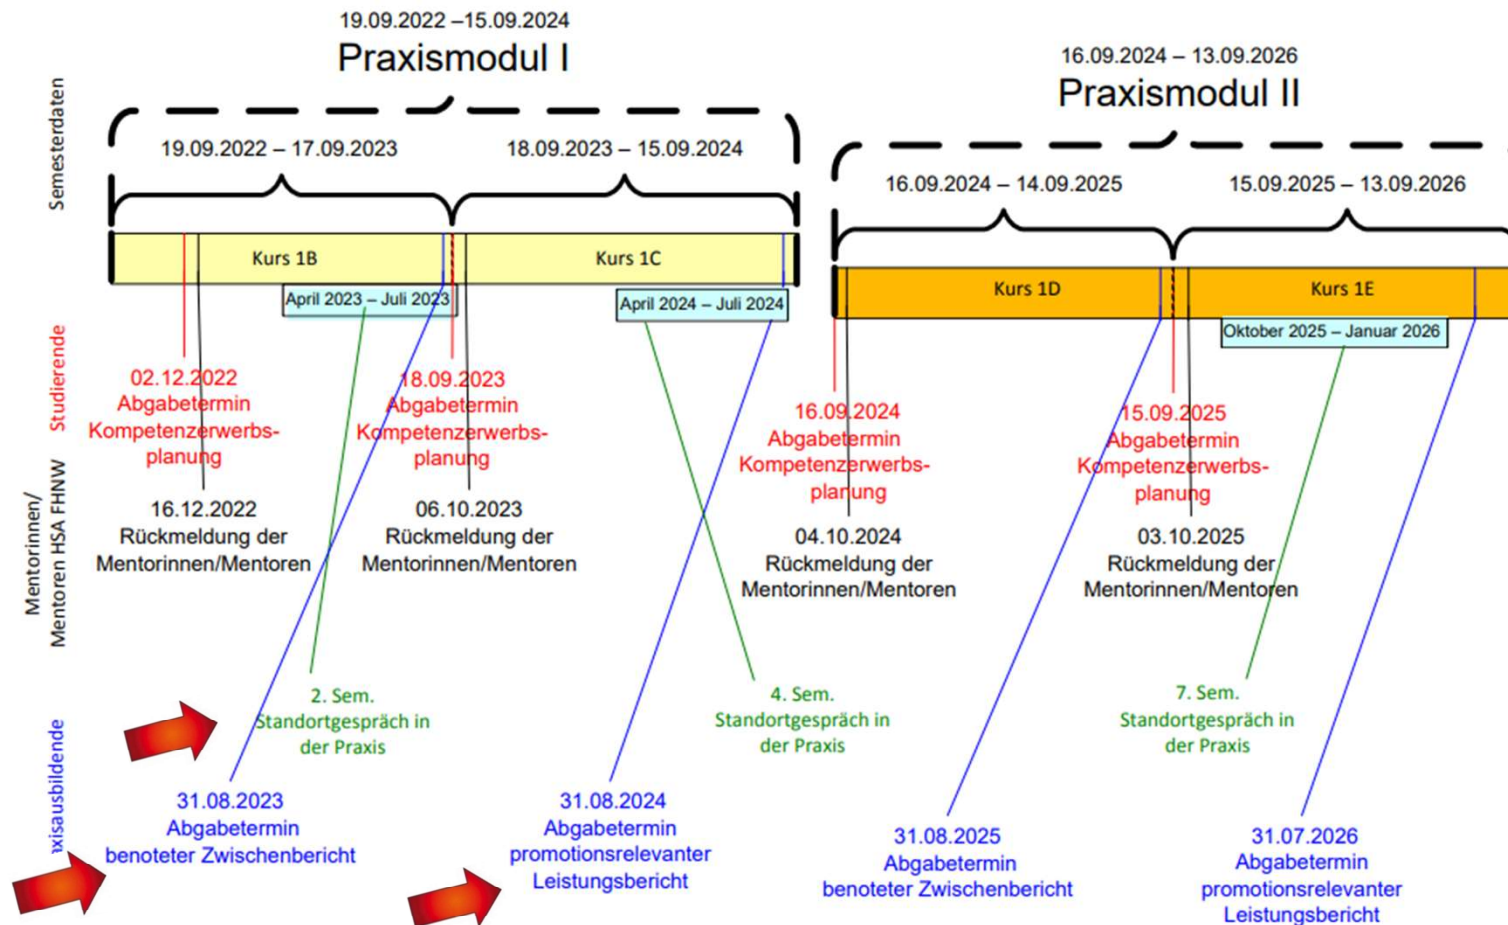 19.09.2022 –15.09.2024
Praxismodul I
16.09.2024 – 13.09.2026
Praxismodul II
Semesterdaten
19.09.2022 – 17.09.2023
18.09.2023 – 15.09.2024
16.09.2024 – 14.09.2025
15.09.2025 – 13.09.2026
Kurs 1B
Kurs 1C
Kurs 1D
Kurs 1E
April 2023 – Juli 2023
April 2024 – Juli 2024
Oktober 2025 – Januar 2026
Studierende
02.12.2022
Abgabetermin
Kompetenzerwerbs-
planung
18.09.2023
Abgabetermin
Kompetenzerwerbs-
planung
16.09.2024
Abgabetermin
Kompetenzerwerbs-
planung
15.09.2025
Abgabetermin
Kompetenzerwerbs-
planung
Mentorinnen/
Mentoren HSA FHNW
16.12.2022
Rückmeldung der
Mentorinnen/Mentoren
06.10.2023
Rückmeldung der
Mentorinnen/Mentoren
04.10.2024
Rückmeldung der
Mentorinnen/Mentoren
03.10.2025
Rückmeldung der
Mentorinnen/Mentoren
2. Sem.
Standortgespräch in
der Praxis
4. Sem.
Standortgespräch in
der Praxis
7. Sem.
Standortgespräch in
der Praxis
xisausbildende
31.08.2023
Abgabetermin
benoteter Zwischenbericht
31.08.2024
Abgabetermin
promotionsrelevanter
Leistungsbericht
31.08.2025
Abgabetermin
benoteter Zwischenbericht
31.07.2026
Abgabetermin
promotionsrelevanter
Leistungsbericht